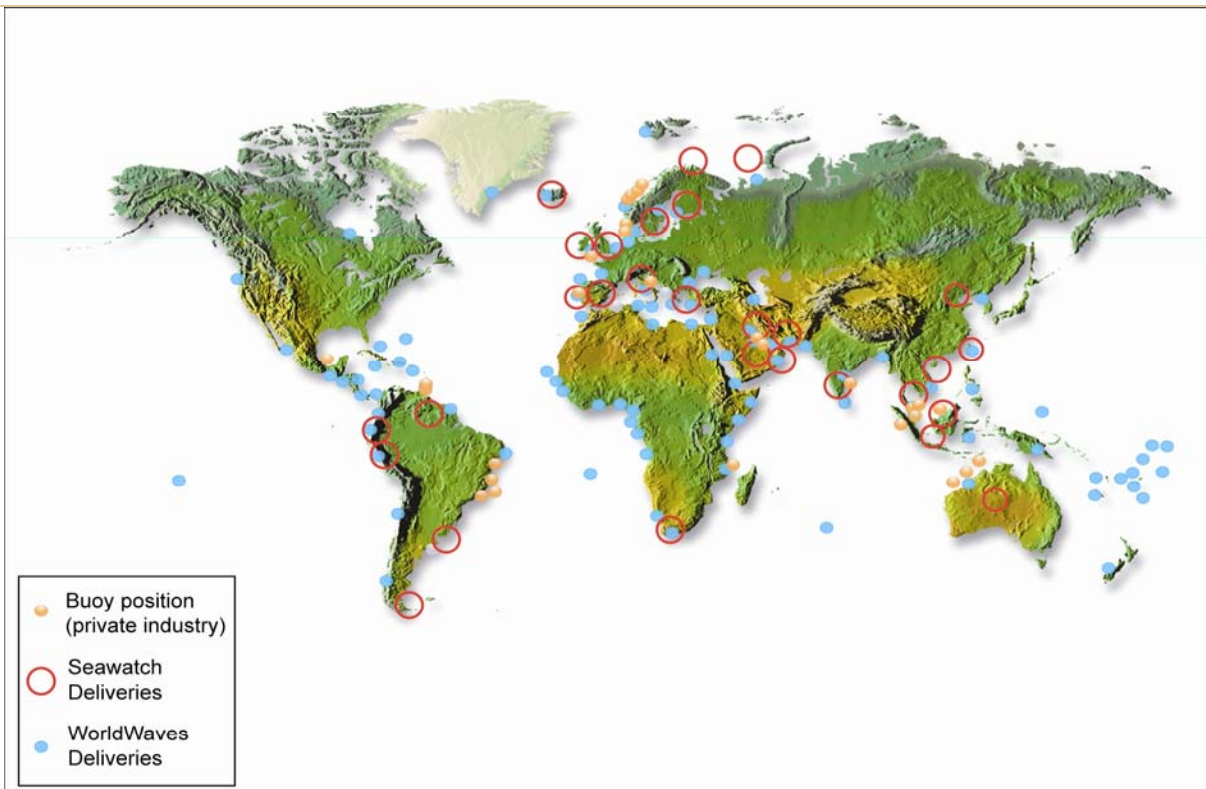 Buoy position
(private industry)
Seawatch
Deliveries
WorldWaves
Deliveries